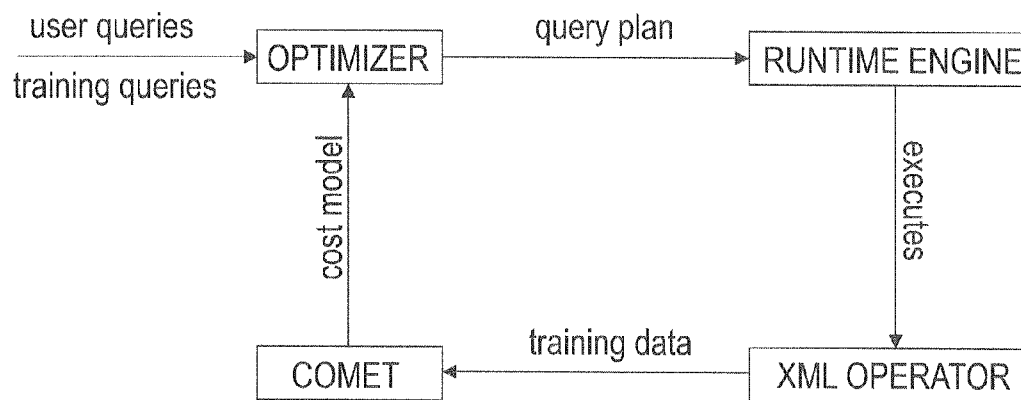 user queries
training queries
OPTIMIZER
query plan
RUNTIME ENGINE
cost model
executes
COMET
training data
XML OPERATOR